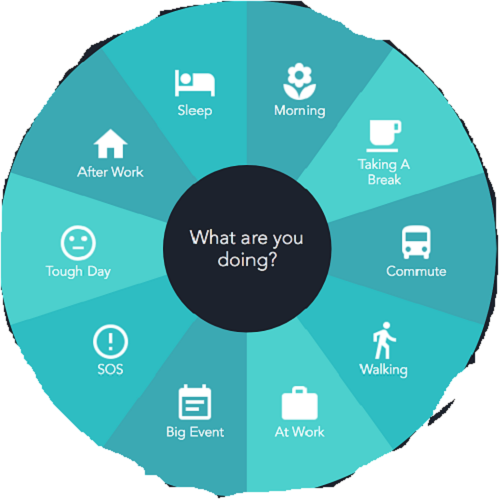 What are you
doing?
Morning
Taking A
Break
Commute
Walking
At Work
Big Event
SOS
Tough Day
After Work
Sleep